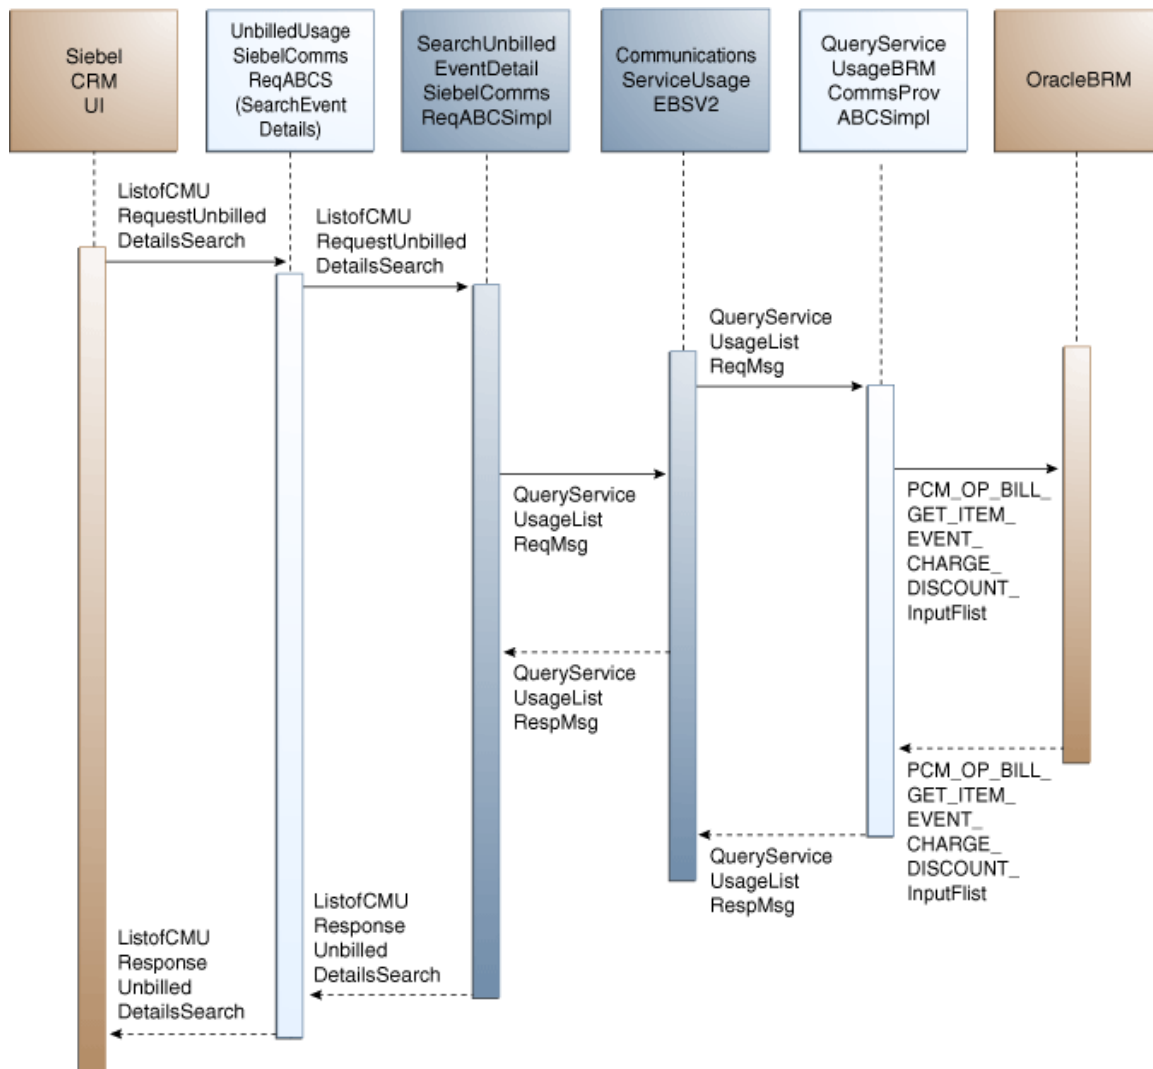 Siebel
CRM
UI
UnbilledUsage
SiebelComms
ReqABCS
(SearchEvent
Details)
SearchUnbilled
EventDetail
SiebelComms
ReqABCSimpl
Communications
ServiceUsage
EBSV2
QueryService
UsageBRM
CommsProv
ABCSimpl
OracleBRM
ListofCMU
RequestUnbilled
DetailsSearch
ListofCMU
RequestUnbilled
DetailsSearch
QueryService
UsageList
ReqMsg
QueryService
UsageList
ReqMsg
PCM_OP_BILL_
GET_ITEM_
EVENT_
CHARGE_
DISCOUNT_
InputFlist
QueryService
UsageList
RespMsg
PCM_OP_BILL_
GET_ITEM_
EVENT_
CHARGE_
DISCOUNT_
InputFlist
QueryService
UsageList
RespMsg
ListofCMU
Response
Unbilled
DetailsSearch
ListofCMU
Response
Unbilled
DetailsSearch